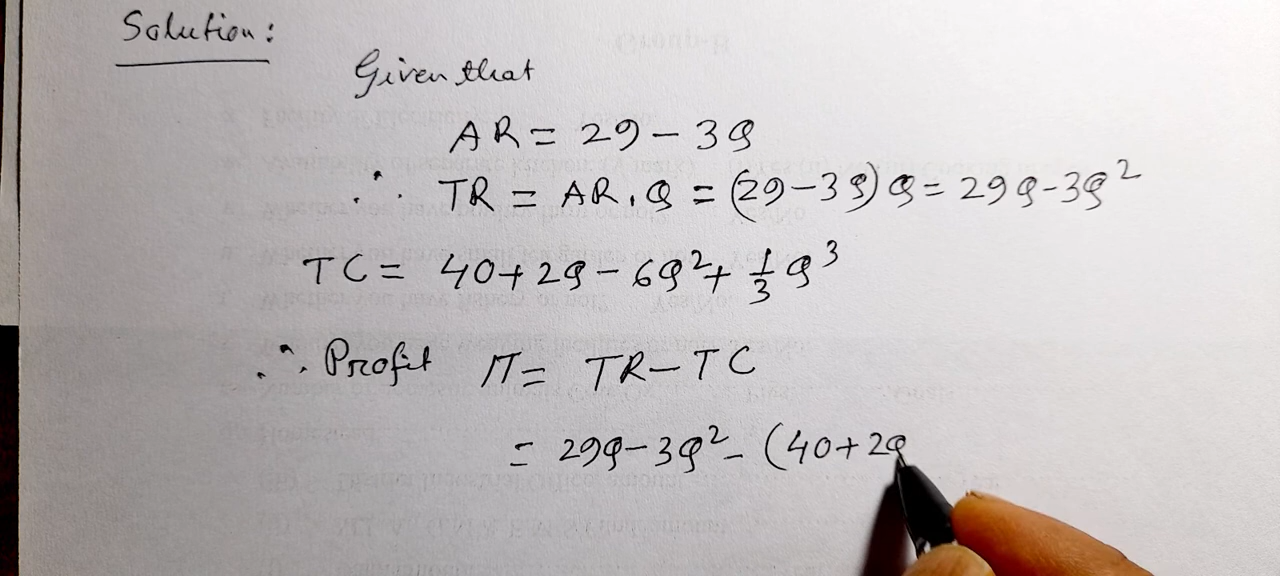 Solution:
Given that
AR = 29 - 3Q
∴ TR = AR . Q = (29-3Q) Q = 29Q-3Q²
TC = 40+2Q-6Q²+ 1/3 Q³
∴ Profit Π = TR-TC
= 29Q-3Q²-(40+2Q